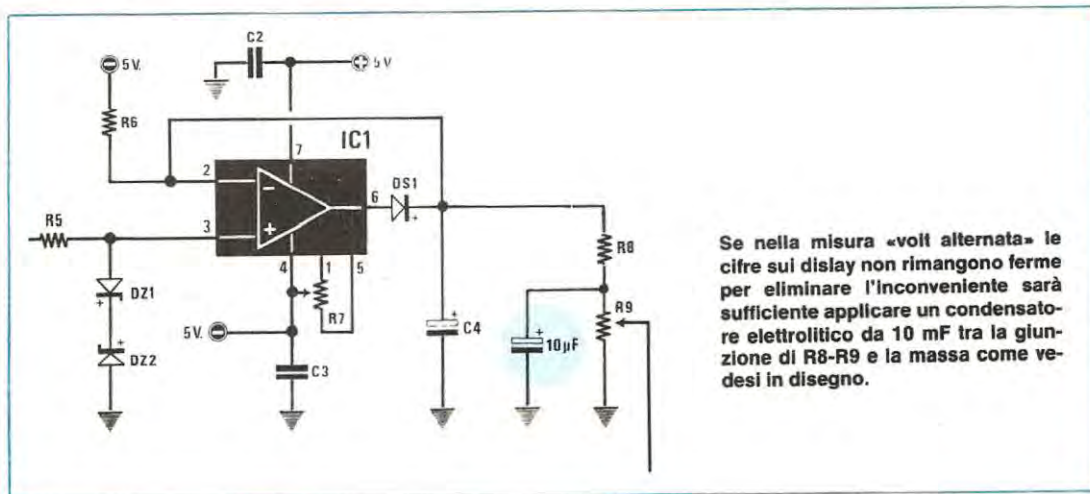 C2
5 V.
5 V
R6
IC1
7
2
6
DS1
R5
3
R8
4
1
5
DZ1
R7
R9
5 V.
C4
10µF
DZ2
C3
Se nella misura «volt alternata» le
cifre sui dislay non rimangono ferme
per eliminare l'inconveniente sarà
sufficiente applicare un condensato-
re elettrolitico da 10 mF tra la giun-
zione di R8-R9 e la massa come ve-
desi in disegno.